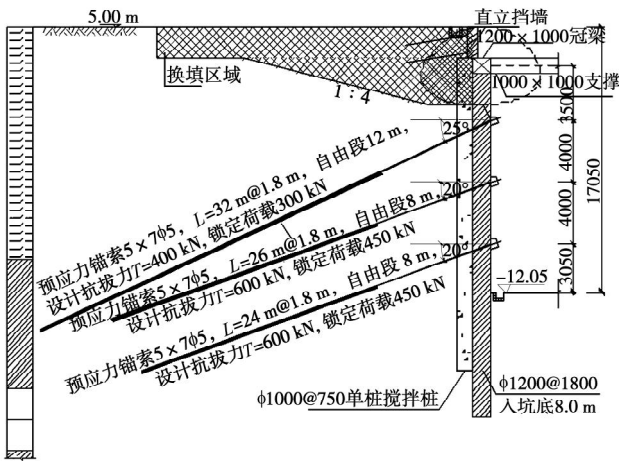 5.00 m
直立挡墙
1200×1000冠梁
换填区域
1000×1000支撑
1：4
3500
25°
4000
17050
20°
4000
20°
3050
预应力锚索5×7ϕ5，L=32 m@1.8 m，自由段12 m，
设计抗拔力T=400 kN, 锁定荷载300 kN
预应力锚索5×7ϕ5，L=26 m@1.8 m，自由段8 m，
设计抗拔力T=600 kN, 锁定荷载450 kN
预应力锚索5×7ϕ5，L=24 m@1.8 m，自由段 8 m，
设计抗拔力T=600 kN, 锁定荷载450 kN
−12.05
ϕ1000@750单桩搅拌桩
ϕ1200@1800
入坑底8.0 m